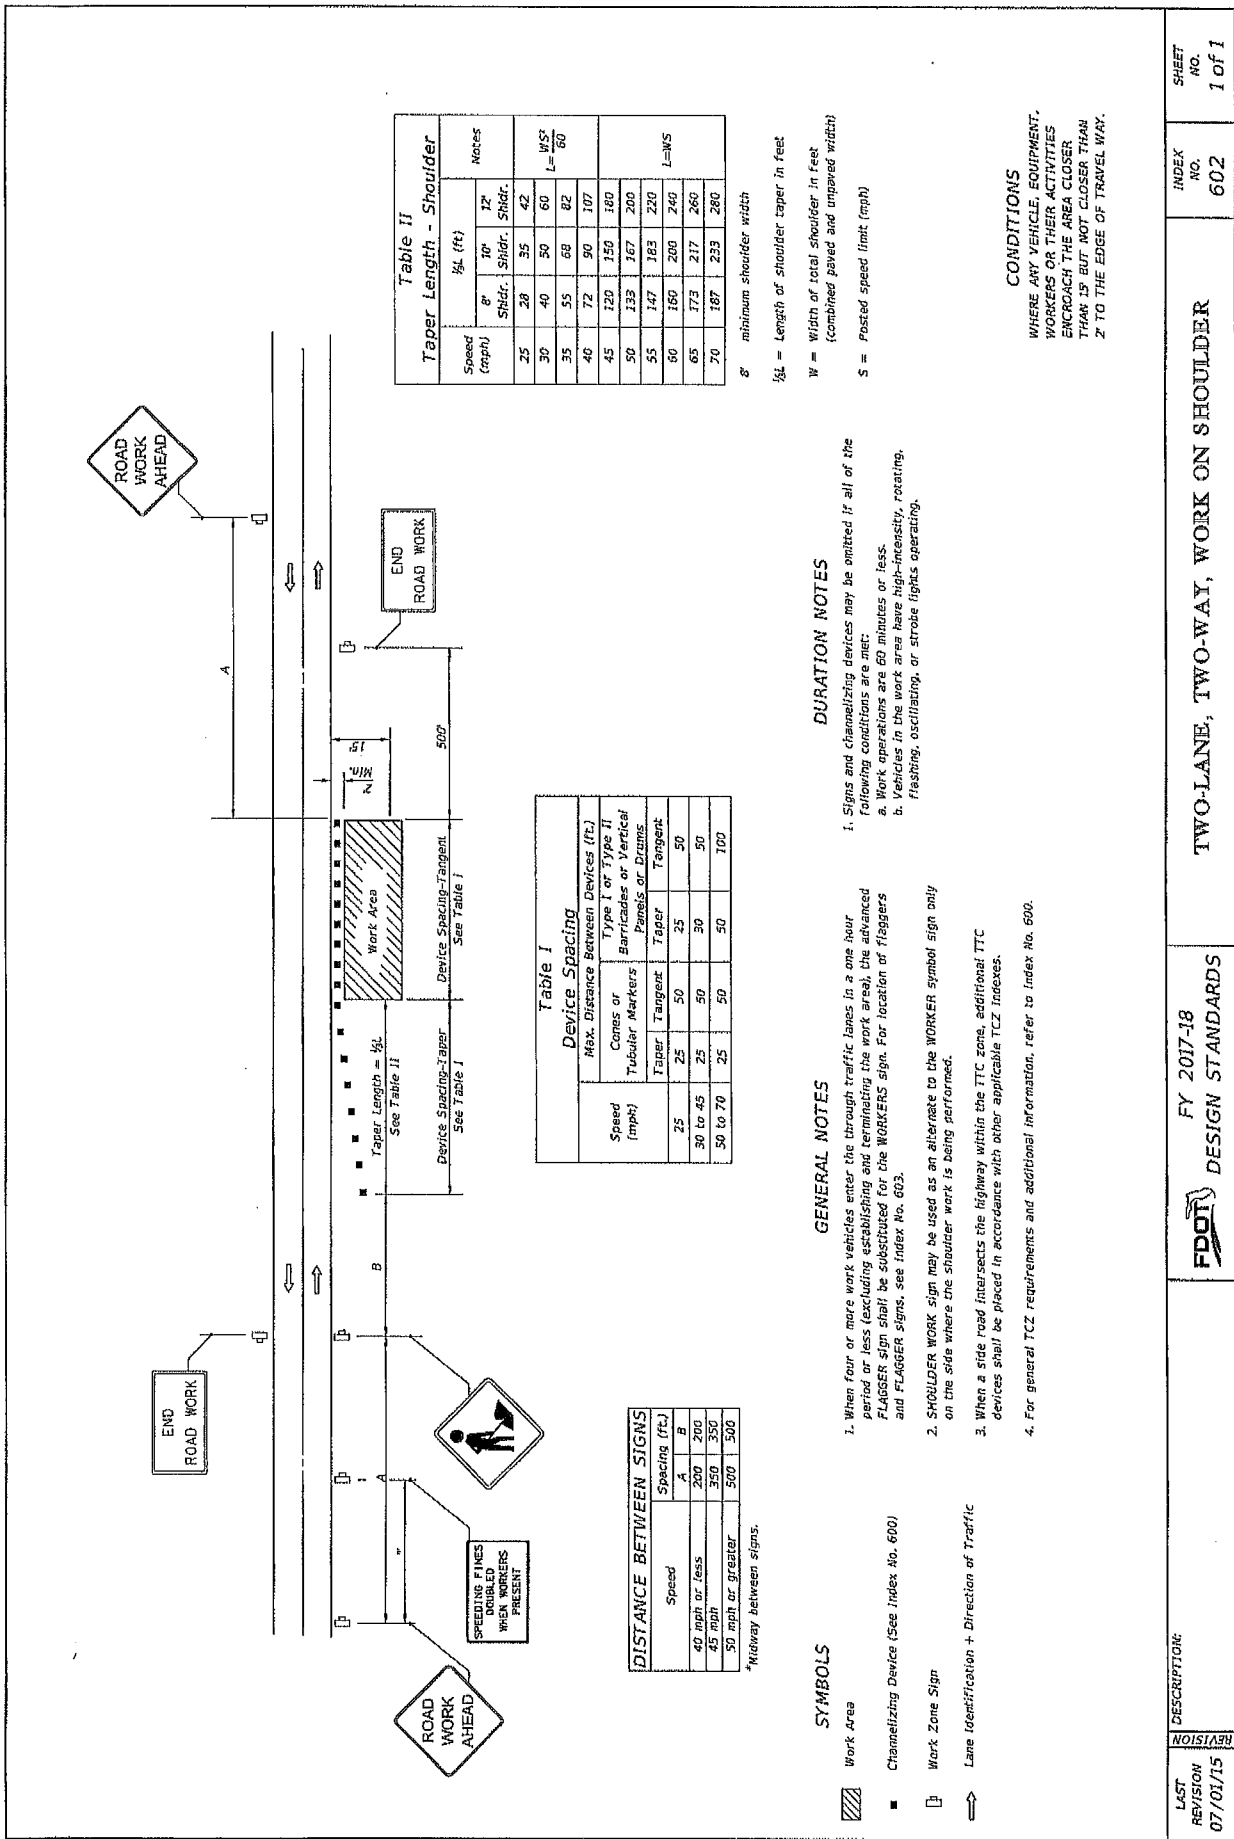 ROAD
WORK
AHEAD
END
ROAD WORK
A
B
A
*
Taper Length = ⅓L
See Table II
Device Spacing-Taper
See Table I
Work Area
Device Spacing-Tangent
See Table I
2' Min.
15'
500'
END
ROAD WORK
SPEEDING FINES
DOUBLED
WHEN WORKERS
PRESENT
ROAD
WORK
AHEAD
Table II
Taper Length - Shoulder
Speed (mph) ⅓L (ft) Notes
8' Shldr. 10' Shldr. 12' Shldr.
25 28 35 42
30 40 50 60
35 55 68 82
40 72 90 107
L= WS²/60
45 120 150 180
50 133 167 200
55 147 183 220
60 160 200 240
65 173 217 260
70 187 233 280
L=WS
8' minimum shoulder width
⅓L = Length of shoulder taper in feet
W = Width of total shoulder in feet
(combined paved and unpaved width)
S = Posted speed limit (mph)
Table I
Device Spacing
Speed (mph) Max. Distance Between Devices (ft.)
Cones or Tubular Markers Type I or Type II Barricades or Vertical Panels or Drums
Taper Tangent Taper Tangent
25 25 50 25 50
30 to 45 25 50 30 50
50 to 70 25 50 50 100
DISTANCE BETWEEN SIGNS
Speed Spacing (ft.)
A B
40 mph or less 200 200
45 mph 350 350
50 mph or greater 500 500
*Midway between signs.
SYMBOLS
Work Area
Channelizing Device (See Index No. 600)
Work Zone Sign
Lane Identification + Direction of Traffic
GENERAL NOTES
1. When four or more work vehicles enter the through traffic lanes in a one hour
period or less (excluding establishing and terminating the work area), the advanced
FLAGGER sign shall be substituted for the WORKERS sign. For location of flaggers
and FLAGGER signs, see Index No. 603.
2. SHOULDER WORK sign may be used as an alternate to the WORKER symbol sign only
on the side where the shoulder work is being performed.
3. When a side road intersects the highway within the TTC zone, additional TTC
devices shall be placed in accordance with other applicable TCZ Indexes.
4. For general TCZ requirements and additional information, refer to Index No. 600.
DURATION NOTES
1. Signs and channelizing devices may be omitted if all of the
following conditions are met:
a. Work operations are 60 minutes or less.
b. Vehicles in the work area have high-intensity, rotating,
flashing, oscillating, or strobe lights operating.
CONDITIONS
WHERE ANY VEHICLE, EQUIPMENT,
WORKERS OR THEIR ACTIVITIES
ENCROACH THE AREA CLOSER
THAN 15' BUT NOT CLOSER THAN
2' TO THE EDGE OF TRAVEL WAY.
LAST
REVISION
07/01/15
REVISION
DESCRIPTION:
FDOT
FY 2017-18
DESIGN STANDARDS
TWO-LANE, TWO-WAY, WORK ON SHOULDER
INDEX
NO.
602
SHEET
NO.
1 of 1